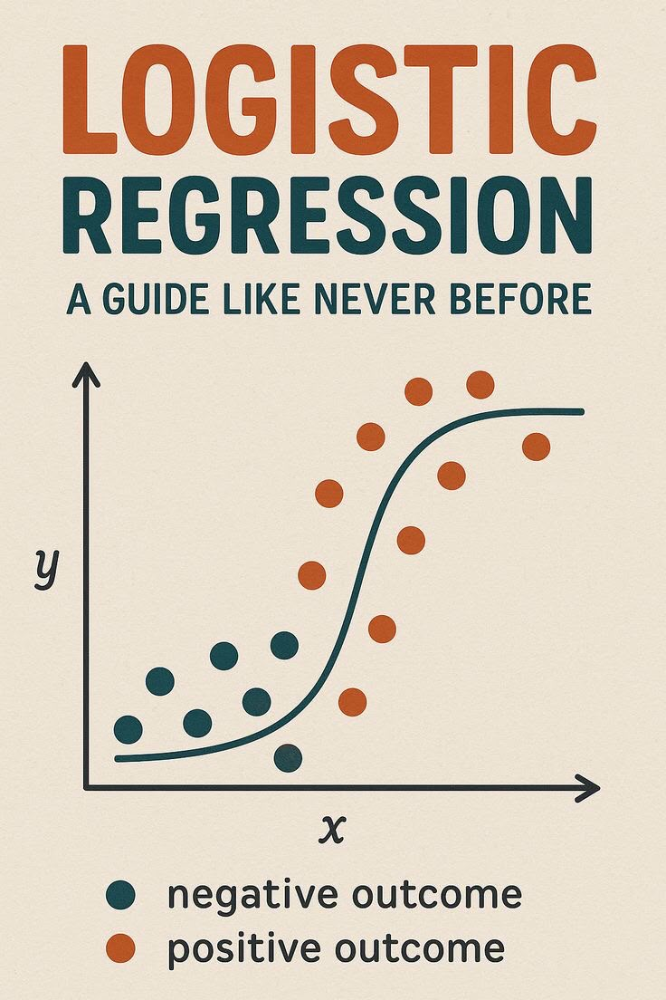 LOGISTIC
REGRESSION
A GUIDE LIKE NEVER BEFORE
y
x
negative outcome
positive outcome